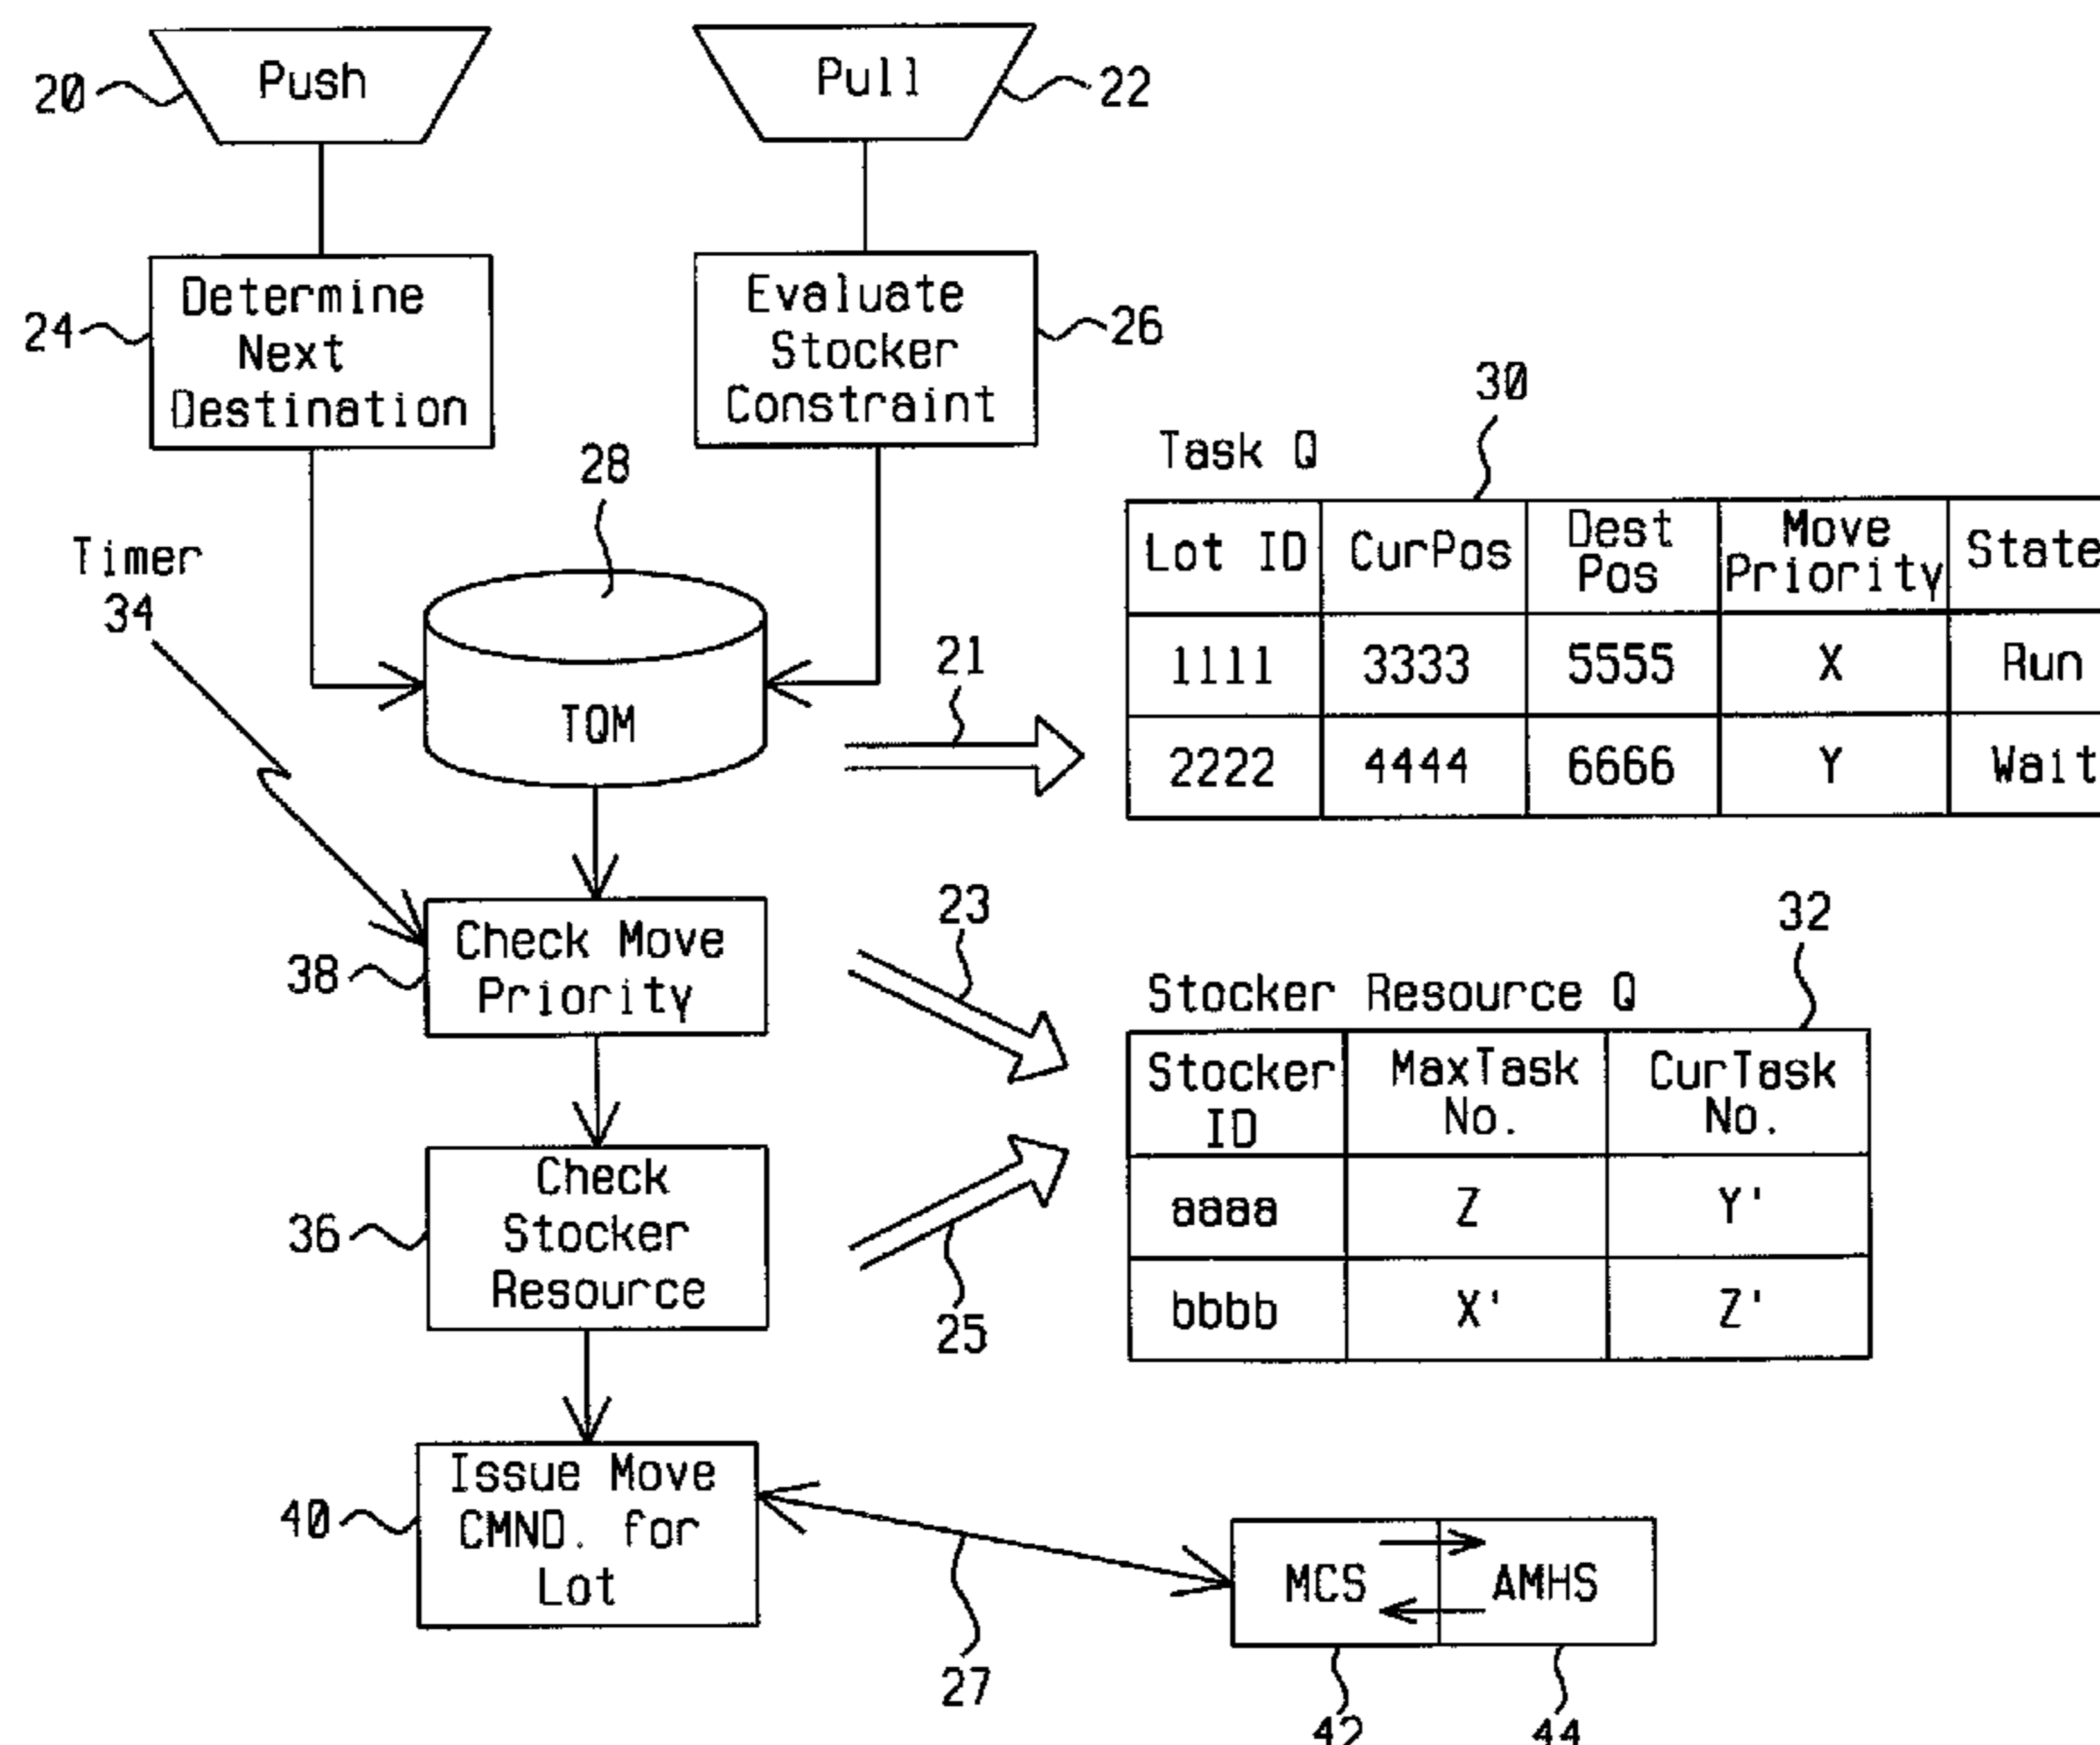 Push
Pull
20
22
Determine
Next
Destination
24
Evaluate
Stocker
Constraint
26
28
Timer
34
TQM
21
30
Task Q
Lot ID CurPos Dest Pos Move Priority State
1111 3333 5555 X Run
2222 4444 6666 Y Wait
Check Move
Priority
38
23
32
Stocker Resource Q
Stocker ID MaxTask No. CurTask No.
aaaa Z Y'
bbbb X' Z'
Check
Stocker
Resource
36
25
Issue Move
CMND. for
Lot
40
27
MCS AMHS
42 44